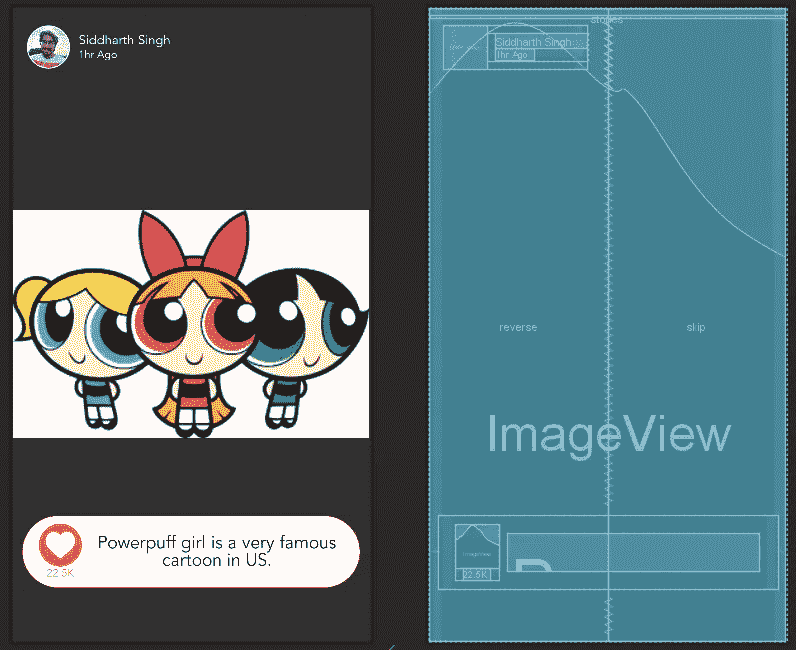 Siddharth Singh
1hr Ago
22.5K
Powerpuff girl is a very famous
cartoon in US.
stories
Siddharth Singh
1hr Ago
reverse
skip
ImageView
ImageView
22.5K